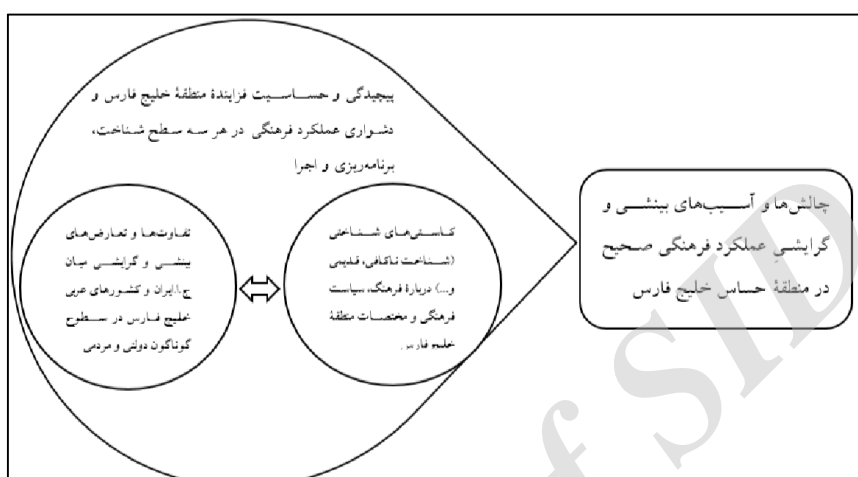 پیچیدگی و حساسیت فزایندهٔ منطقهٔ خلیج فارس و
دشواری عملکرد فرهنگی در هر سه سطح شناخت،
برنامه‌ریزی و اجرا
چالش‌ها و آسیب‌های بینشی و
گرایشیِ عملکرد فرهنگی صحیح
در منطقهٔ حساس خلیج فارس
کاستی‌های شناختی
(شناخت ناکافی، قدیمی
و...) دربارهٔ فرهنگ، سیاست
فرهنگی و مختصات منطقهٔ
خلیج فارس
تفاوت‌ها و تعارض‌های
بینشی و گرایشی میان
ج.ا.ایران و کشورهای عربی
خلیج فارس در سطوح
گوناگون دولتی و مردمی
of SID